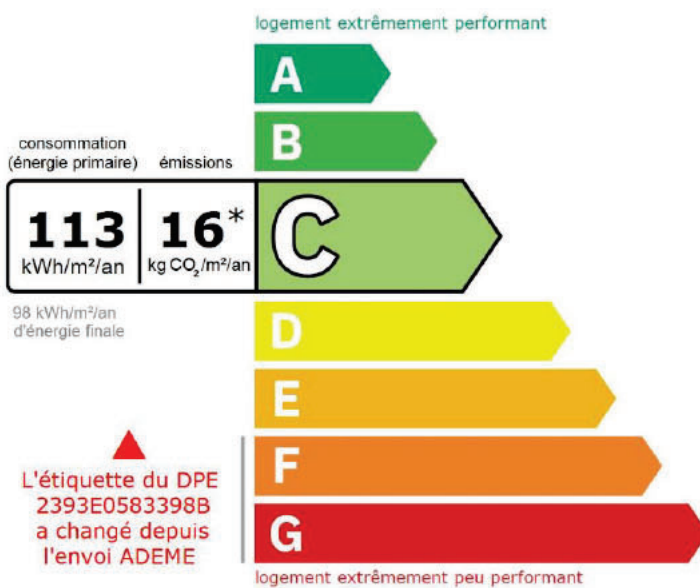 logement extrêmement performant
A
B
consommation
(énergie primaire)
émissions
113
kWh/m²/an
16*
kg CO₂/m²/an
C
98 kWh/m²/an
d'énergie finale
D
E
F
G
L'étiquette du DPE
2393E0583398B
a changé depuis
l'envoi ADEME
logement extrêmement peu performant